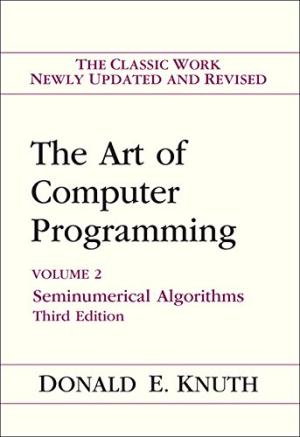 THE CLASSIC WORK
NEWLY UPDATED AND REVISED
The Art of
Computer
Programming
VOLUME 2
Seminumerical Algorithms
Third Edition
DONALD E. KNUTH